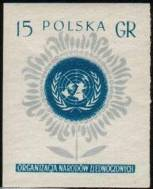 15 POLSKA GR
ORGANIZACJA NARODÓW ZJEDNOCZONYCH